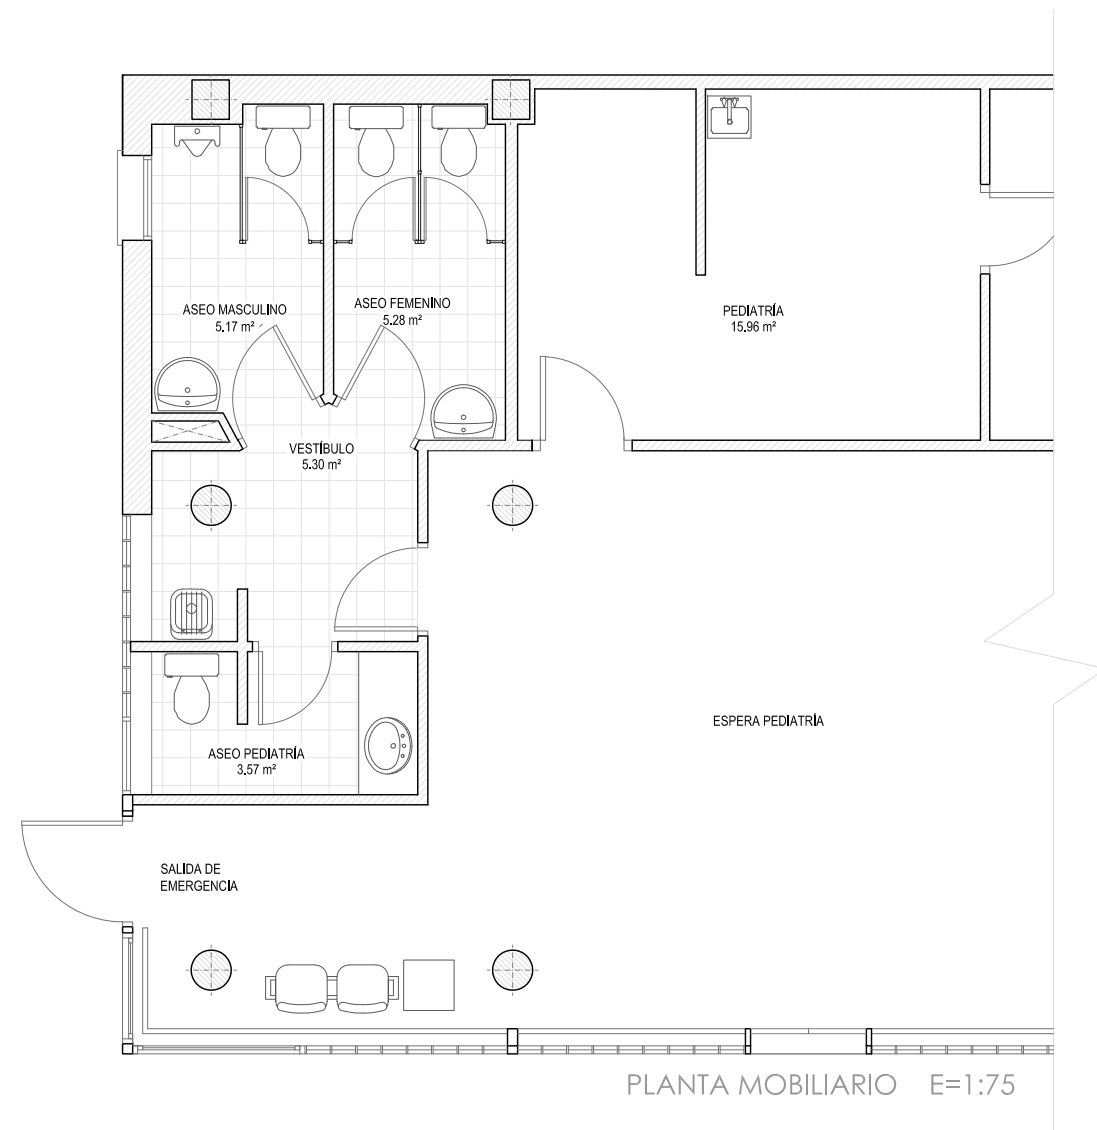 ASEO MASCULINO
5.17 m²
ASEO FEMENINO
5.28 m²
PEDIATRÍA
15.96 m²
VESTÍBULO
5.30 m²
ESPERA PEDIATRÍA
ASEO PEDIATRÍA
3.57 m²
SALIDA DE
EMERGENCIA
PLANTA MOBILIARIO E=1:75